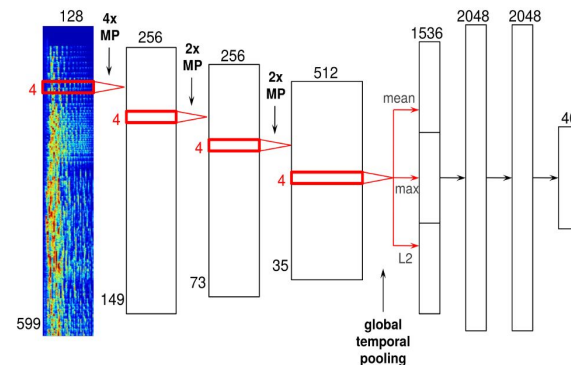 128
4x
MP
256
2x
MP
256
2x
MP
512
1536
2048
2048
4
4
4
4
mean
max
L2
599
149
73
35
global
temporal
pooling